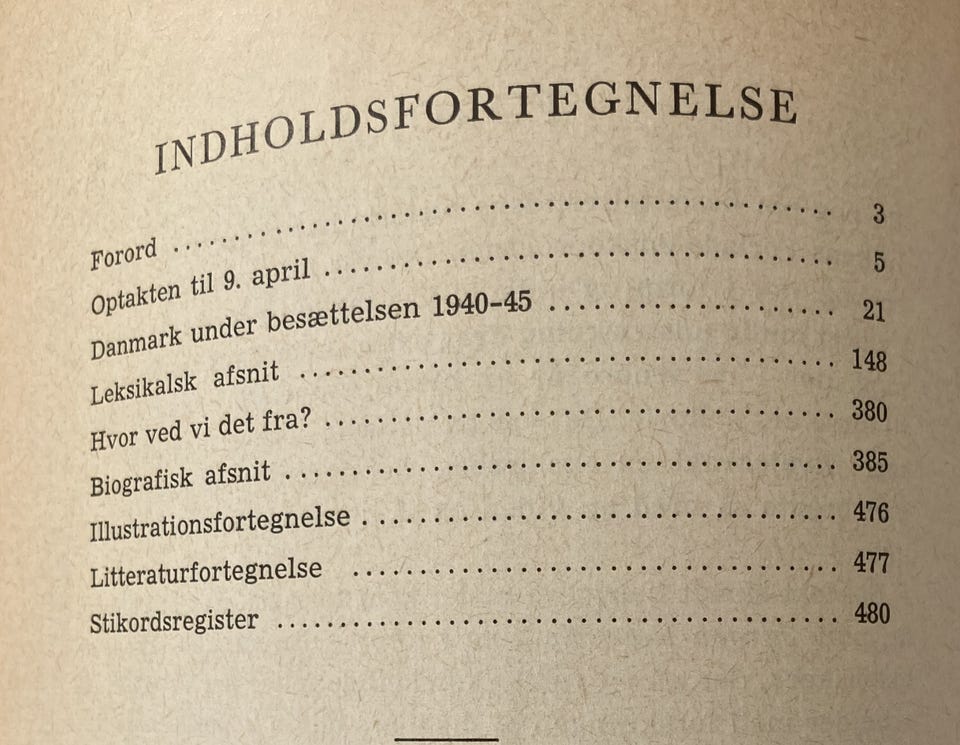 INDHOLDSFORTEGNELSE
Forord . . . . . . . . . . . . . . . . . . . . . . . . . . . . . . . . . . . . . . . . . . 3
Optakten til 9. april . . . . . . . . . . . . . . . . . . . . . . . . . . . . . . . . 5
Danmark under besættelsen 1940–45 . . . . . . . . . . . . . . . . . . 21
Leksikalsk afsnit . . . . . . . . . . . . . . . . . . . . . . . . . . . . . . . . . . 148
Hvor ved vi det fra? . . . . . . . . . . . . . . . . . . . . . . . . . . . . . . . . 380
Biografisk afsnit . . . . . . . . . . . . . . . . . . . . . . . . . . . . . . . . . . . 385
Illustrationsfortegnelse . . . . . . . . . . . . . . . . . . . . . . . . . . . . . . 476
Litteraturfortegnelse . . . . . . . . . . . . . . . . . . . . . . . . . . . . . . 477
Stikordsregister . . . . . . . . . . . . . . . . . . . . . . . . . . . . . . . . . . . 480